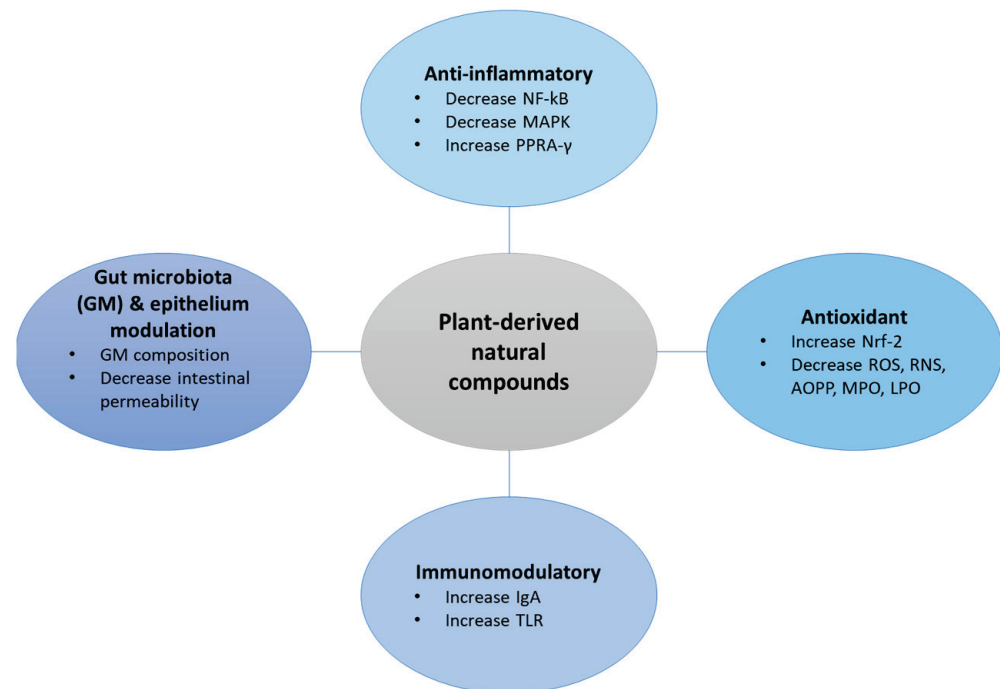 Anti-inflammatory
• Decrease NF-kB
• Decrease MAPK
• Increase PPRA-γ
Gut microbiota
(GM) & epithelium
modulation
• GM composition
• Decrease intestinal
permeability
Plant-derived
natural
compounds
Antioxidant
• Increase Nrf-2
• Decrease ROS, RNS,
AOPP, MPO, LPO
Immunomodulatory
• Increase IgA
• Increase TLR